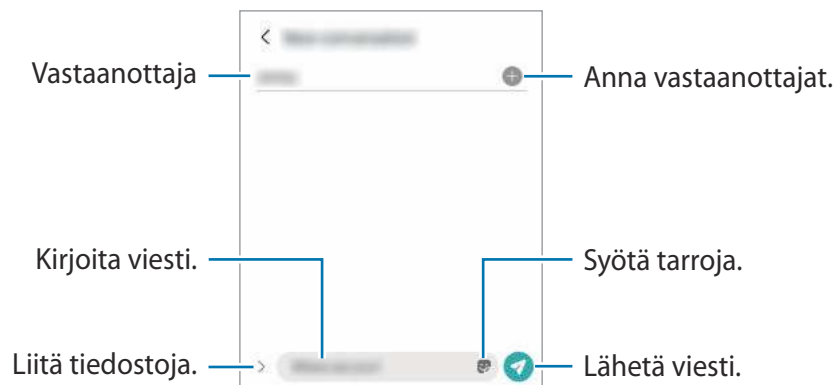 Vastaanottaja
Anna vastaanottajat.
Kirjoita viesti.
Syötä tarroja.
Liitä tiedostoja.
Lähetä viesti.